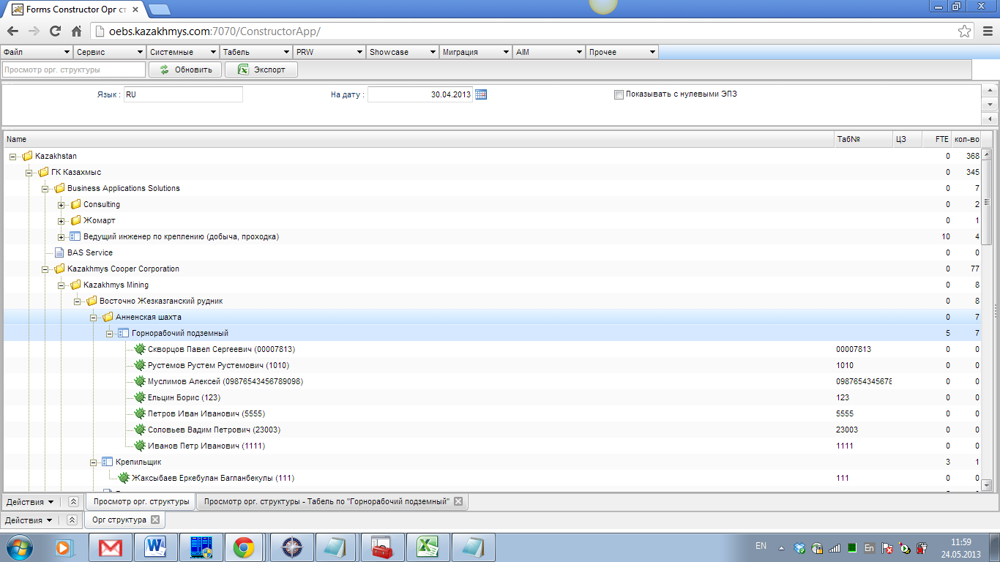 Forms Constructor Орг ст
oebs.kazakhmys.com:7070/ConstructorApp/
Файл Сервис Системные Табель PRW Showcase Миграция AIM Прочее
Просмотр орг. структуры Обновить Экспорт
Язык : RU На дату : 30.04.2013 Показывать с нулевыми ЭПЗ
Name Таб№ ЦЗ FTE кол-во
Kazakhstan 0 368
ГК Казахмыс 0 345
Business Applications Solutions 0 7
Consulting 0 2
Жомарт 0 1
Ведущий инженер по креплению (добыча, проходка) 10 4
BAS Service 0 0
Kazakhmys Cooper Corporation 0 77
Kazakhmys Mining 0 8
Восточно Жезказганский рудник 0 8
Анненская шахта 0 7
Горнорабочий подземный 5 7
Скворцов Павел Сергеевич (00007813) 00007813 0 0
Рустемов Рустем Рустемович (1010) 1010 0 0
Муслимов Алексей (09876543456789098) 0987654345678 0 0
Ельцин Борис (123) 123 0 0
Петров Иван Иванович (5555) 5555 0 0
Соловьев Вадим Петрович (23003) 23003 0 0
Иванов Петр Иванович (1111) 1111 0 0
Крепильщик 3 1
Жаксыбаев Еркебулан Багланбекулы (111) 111 0 0
Действия Просмотр орг. структуры Просмотр орг. структуры - Табель по "Горнорабочий подземный"
Действия Орг структура
EN En 11:59
24.05.2013